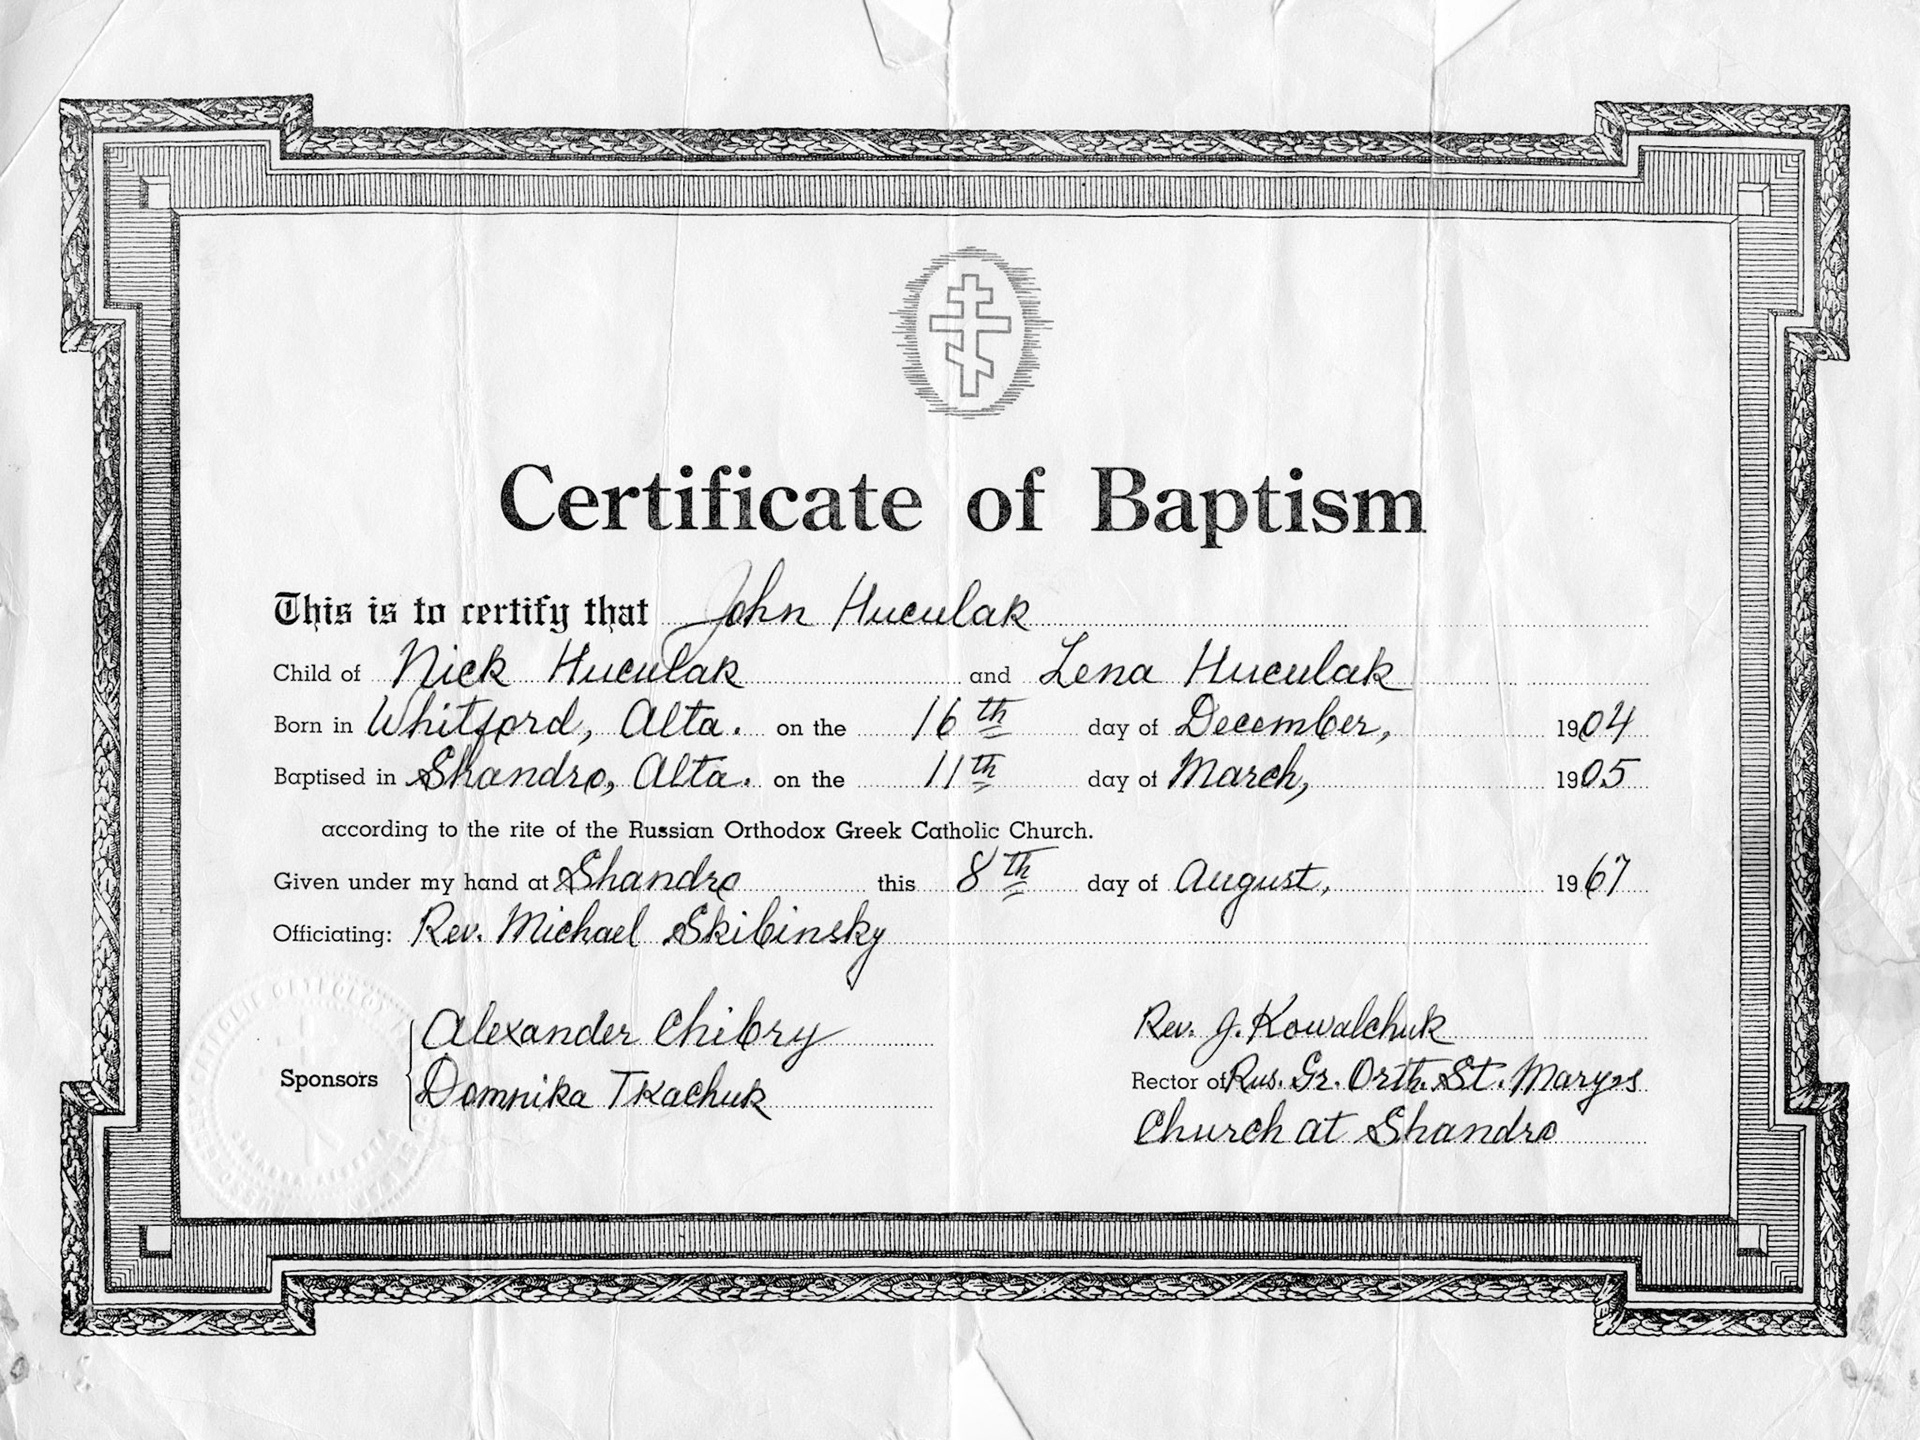 Certificate of Baptism
This is to certify that John Huculak
Child of Nick Huculak and Lena Huculak
Born in Whitford, Alta. on the 16th day of December, 1904
Baptised in Shandro, Alta. on the 11th day of March, 1905
according to the rite of the Russian Orthodox Greek Catholic Church.
Given under my hand at Shandro this 8th day of August, 1967
Officiating: Rev. Michael Skibinsky
Sponsors
Alexander Chibry
Domnika Tkachuk
Rev. J. Kowalchuk
Rector of Rus. Gr. Orth. St. Marys
Church at Shandro